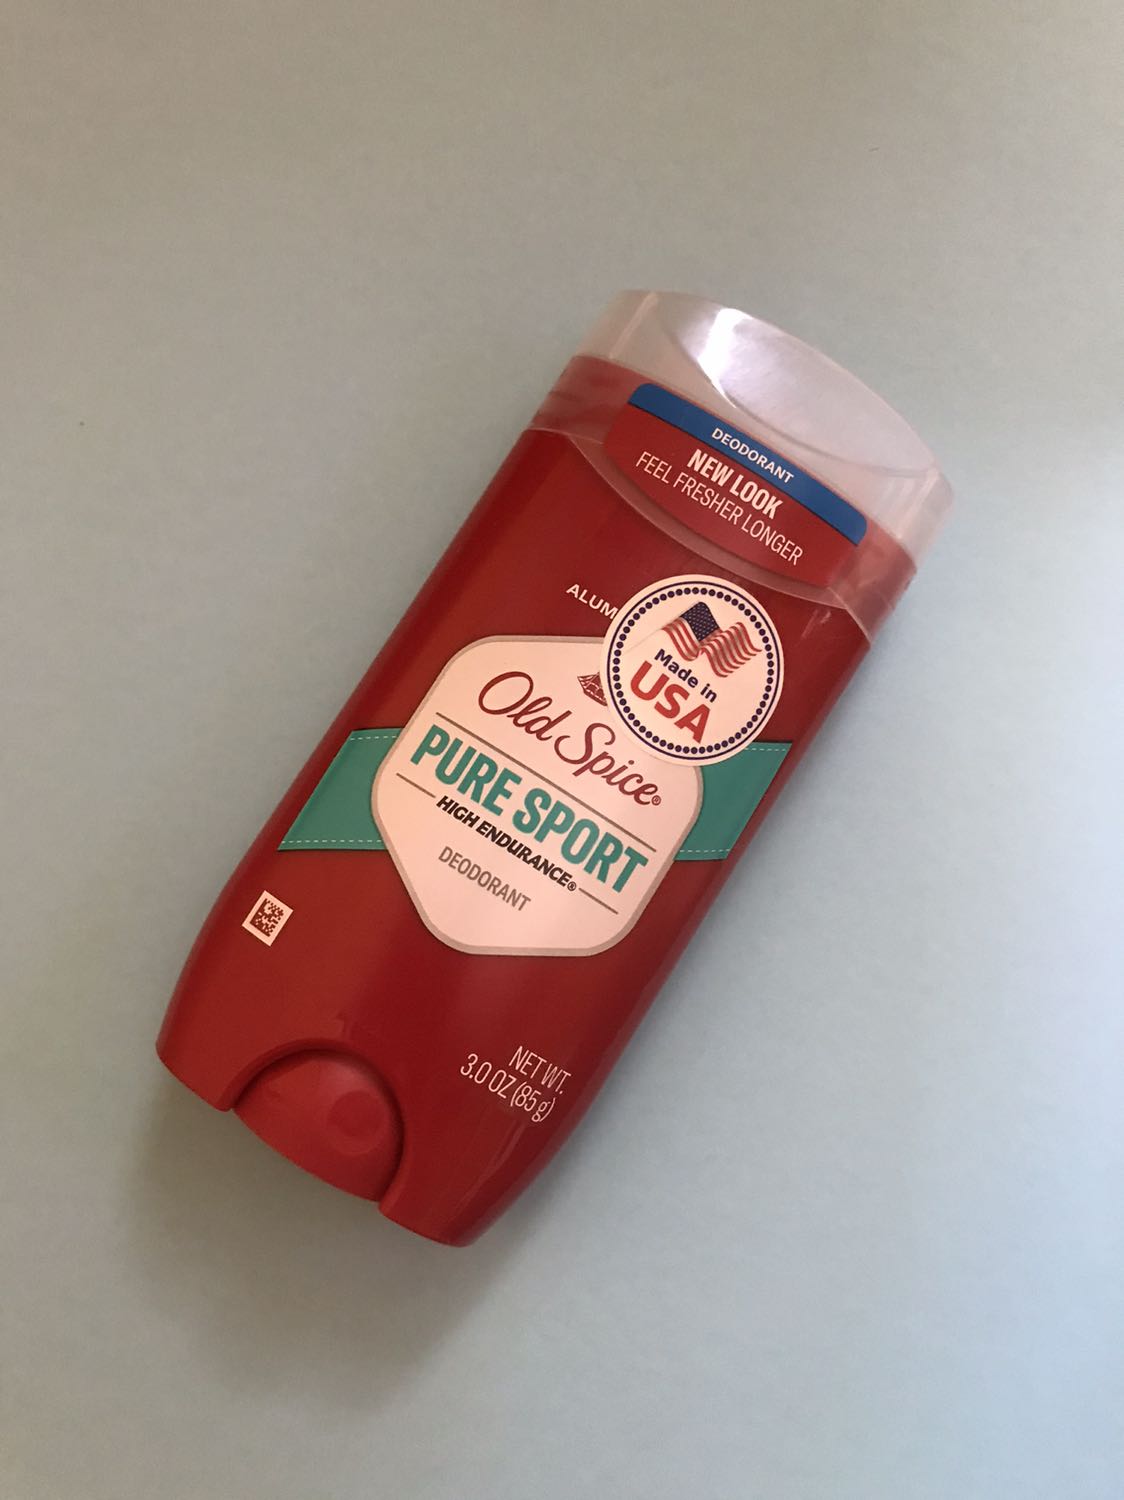 DEODORANT
NEW LOOK
FEEL FRESHER LONGER
Made in
USA
Old Spice®
PURE SPORT
HIGH ENDURANCE®
DEODORANT
NET WT.
3.0 OZ (85 g)